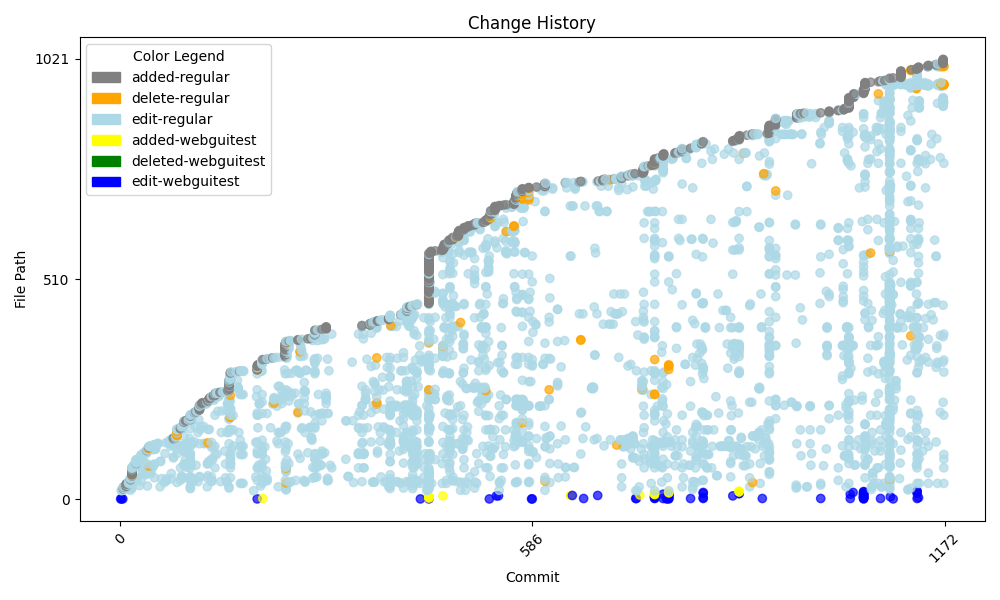 Change History
Color Legend
added-regular
delete-regular
edit-regular
added-webguitest
deleted-webguitest
edit-webguitest
1021
510
0
File Path
0
586
1172
Commit